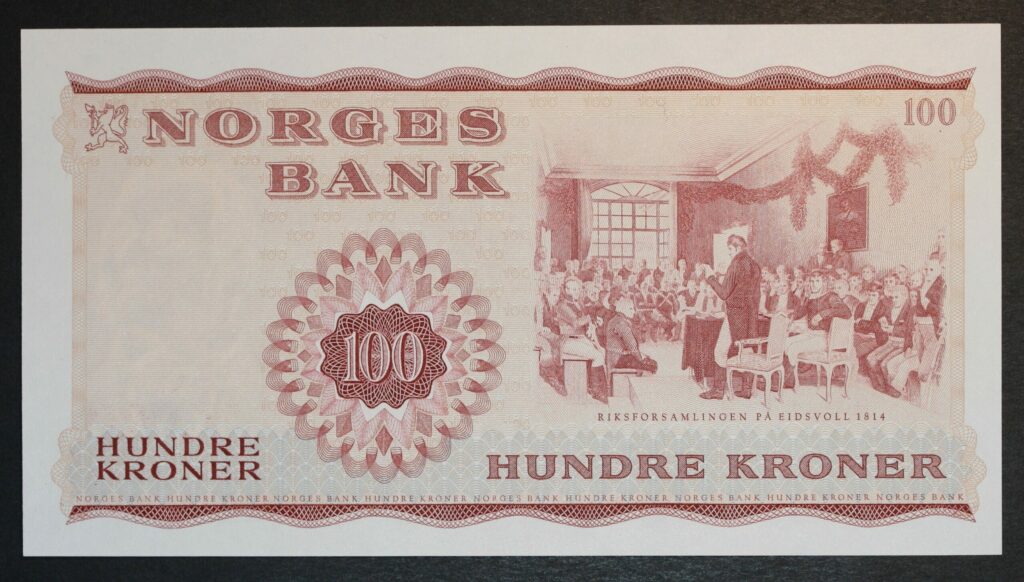 NORGES
BANK
100
RIKSFORSAMLINGEN PÅ EIDSVOLL 1814
100
HUNDRE
KRONER
HUNDRE KRONER
NORGES BANK HUNDRE KRONER NORGES BANK HUNDRE KRONER NORGES BANK HUNDRE KRONER NORGES BANK HUNDRE KRONER NORGES BANK